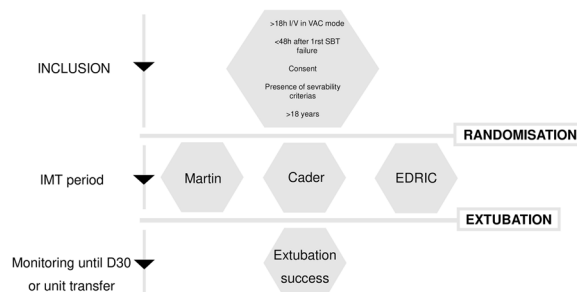 >18h I/V in VAC mode
<48h after 1rst SBT
failure
Consent
Presence of sevrability
criterias
>18 years
INCLUSION
RANDOMISATION
IMT period
Martin
Cader
EDRIC
EXTUBATION
Monitoring until D30
or unit transfer
Extubation
success